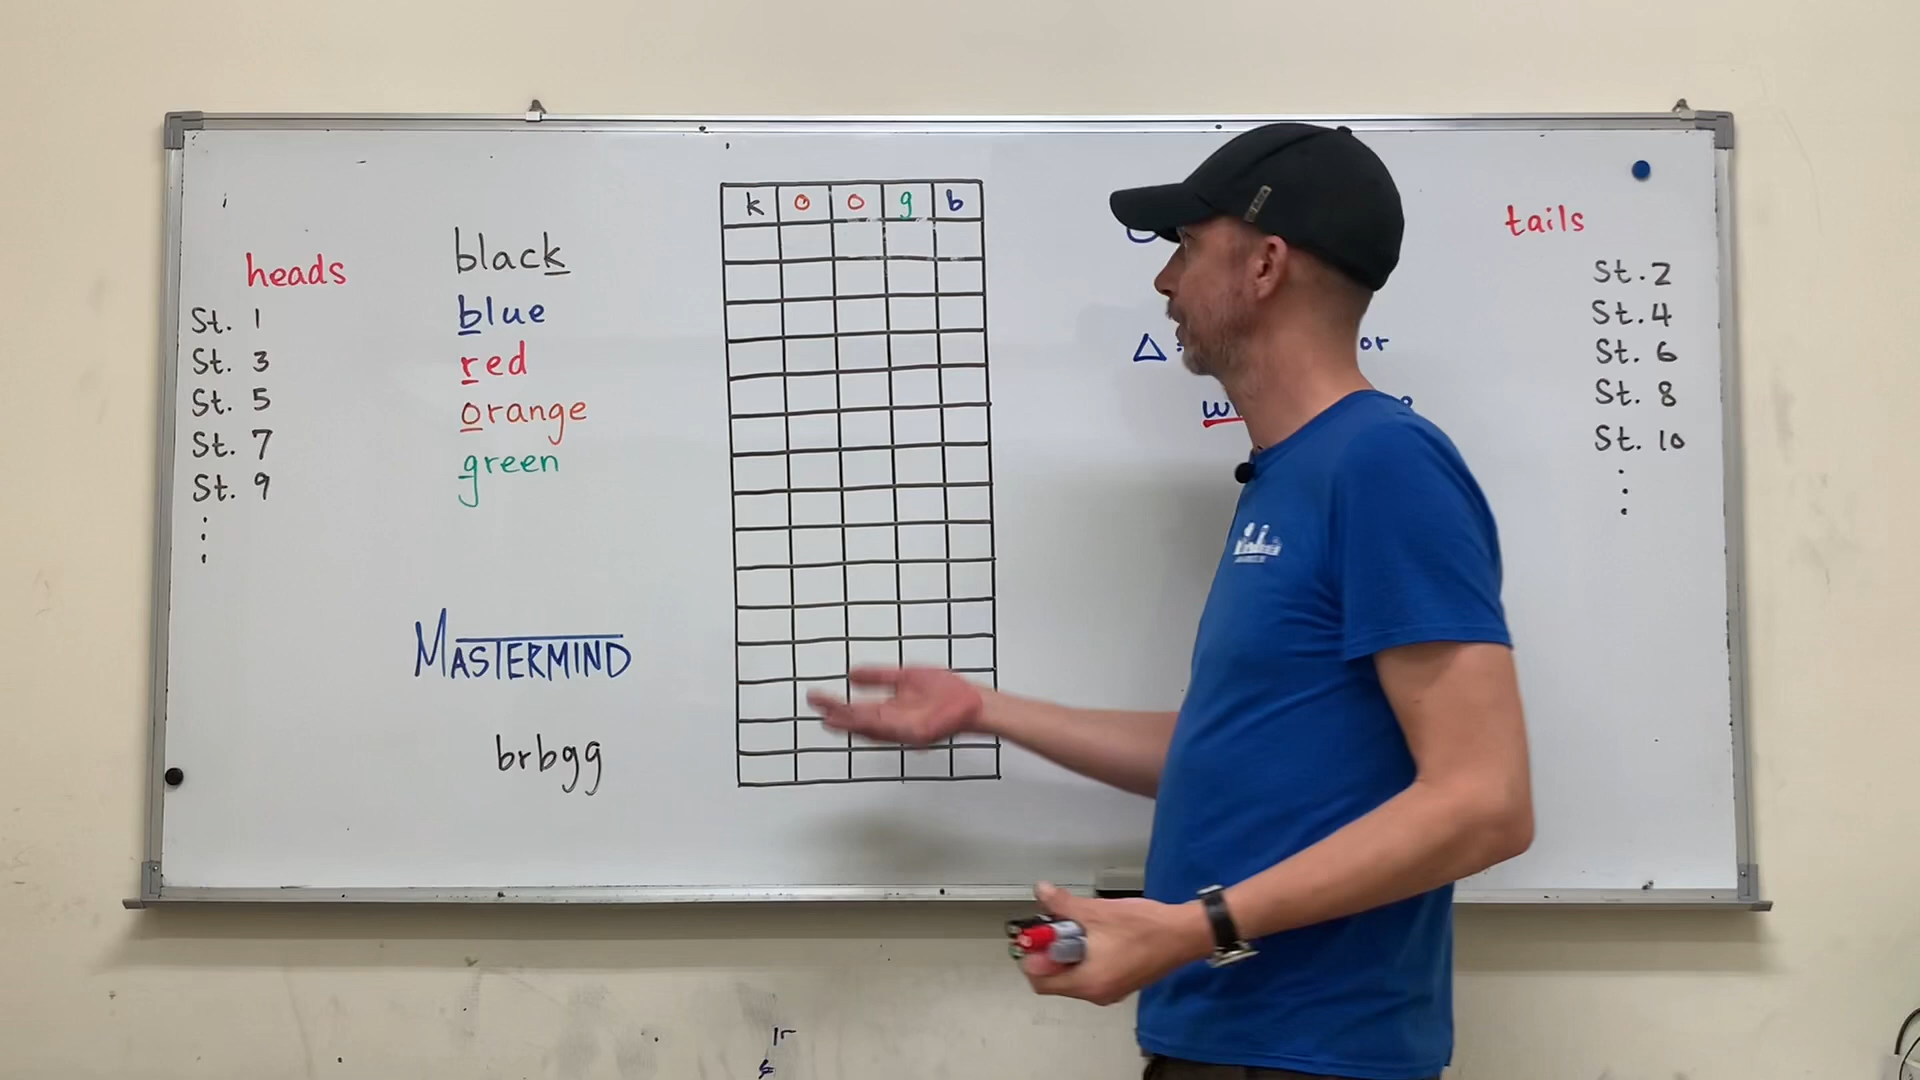 heads
St. 1
St. 3
St. 5
St. 7
St. 9
black
blue
red
orange
green
MASTERMIND
brbgg
k o o g b
or
tails
St. 2
St. 4
St. 6
St. 8
St. 10